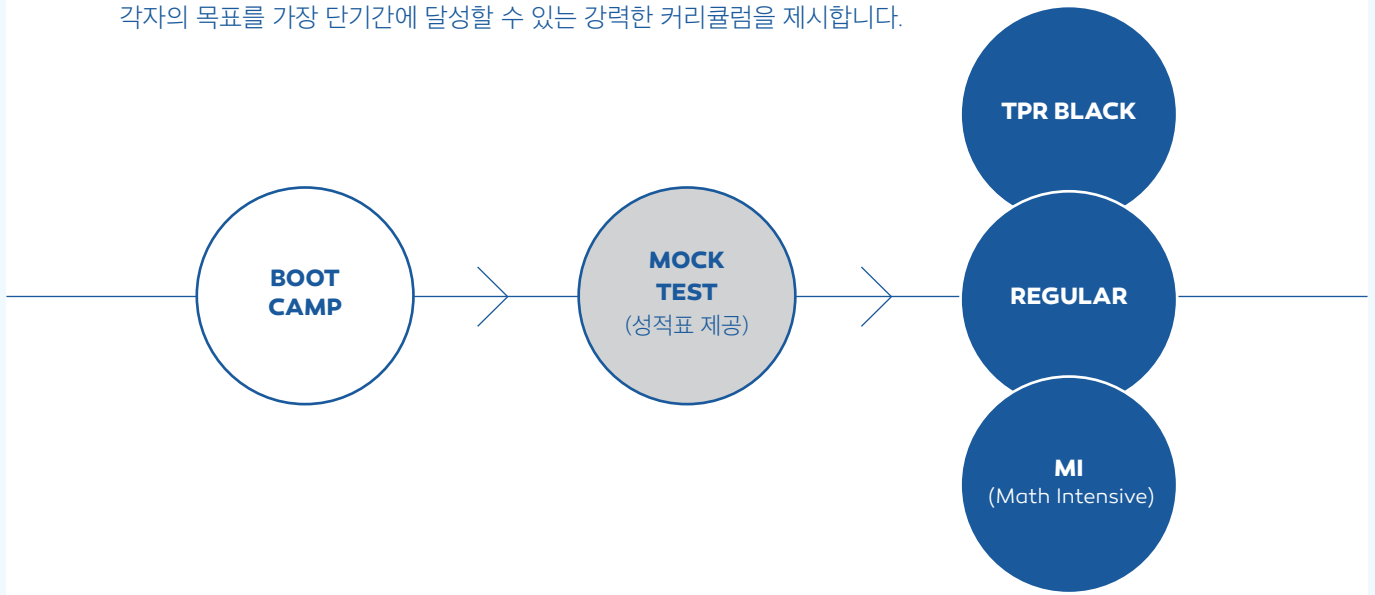 각자의 목표를 가장 단기간에 달성할 수 있는 강력한 커리큘럼을 제시합니다.
BOOT
CAMP
MOCK
TEST
(성적표 제공)
TPR BLACK
REGULAR
MI
(Math Intensive)